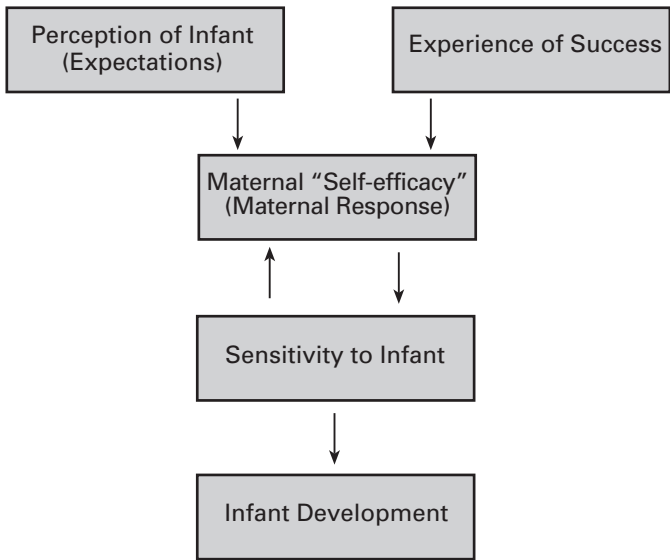 Perception of Infant
(Expectations)
Experience of Success
Maternal “Self-efficacy”
(Maternal Response)
Sensitivity to Infant
Infant Development